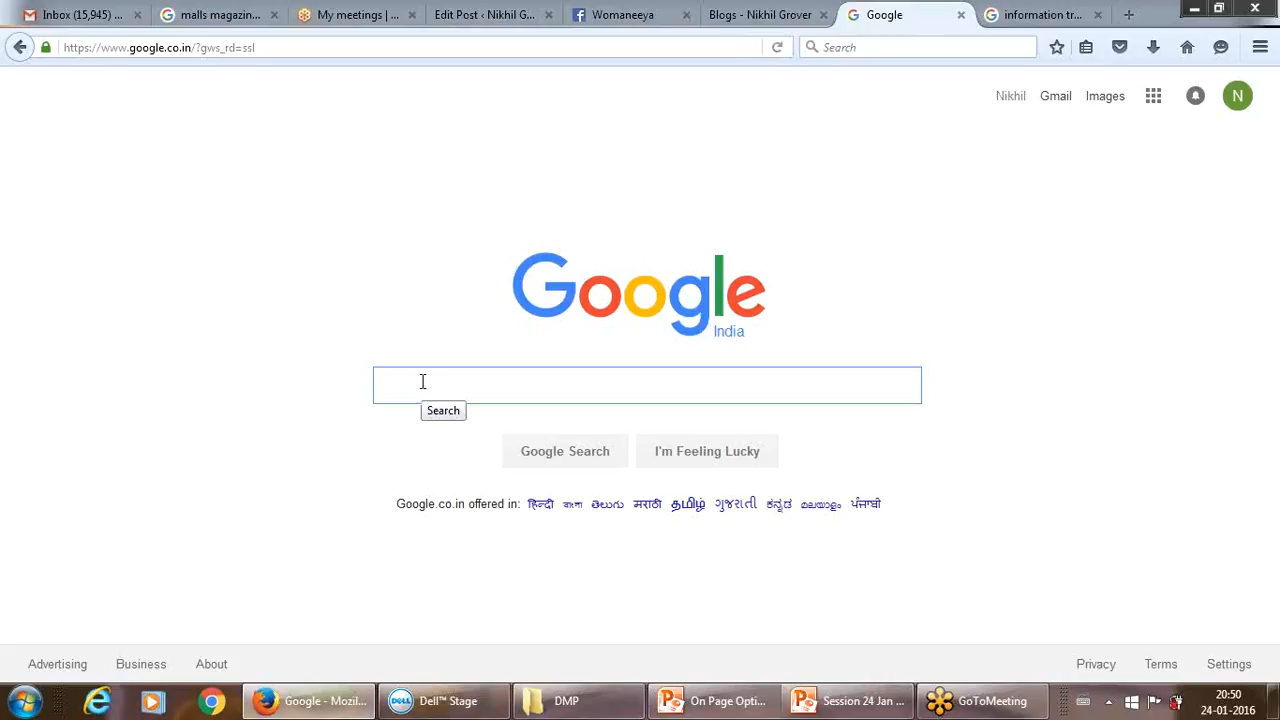 Inbox (15,945)
malls magazin...
My meetings | ...
Edit Post ‹ Nikhil G...
Womaneeya
Blogs - Nikhil Grover
Google
information tr...
https://www.google.co.in/?gws_rd=ssl
Search
Nikhil Gmail Images N
Google
India
Search
Google Search
I'm Feeling Lucky
Google.co.in offered in: हिन्दी বাংলা తెలుగు मराठी தமிழ் ગુજરાતી ಕನ್ನಡ മലയാളം ਪੰਜਾਬੀ
Advertising Business About Privacy Terms Settings
Google - Mozil...
DELL
Dell™ Stage
DMP
On Page Opti...
Session 24 Jan ...
GoToMeeting
20:50
24-01-2016